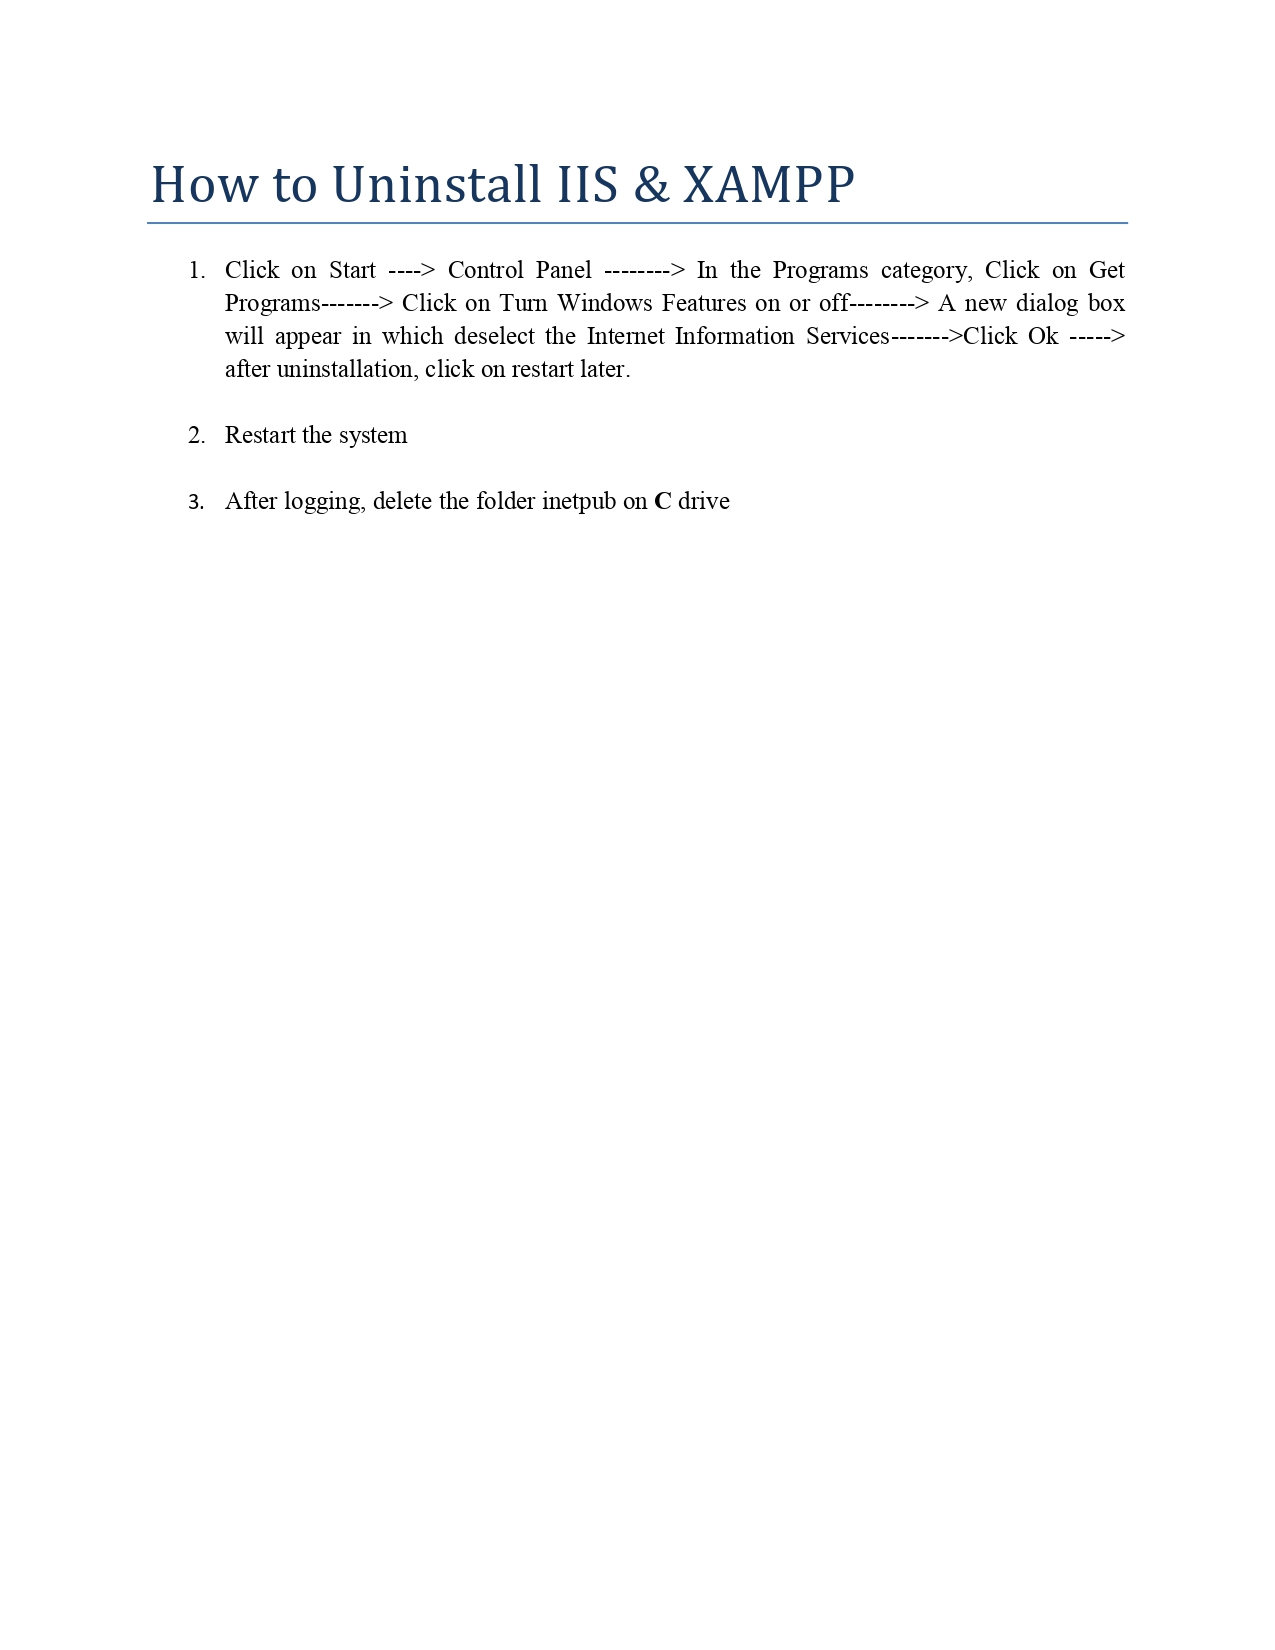 How to Uninstall IIS & XAMPP
1. Click on Start ----> Control Panel --------> In the Programs category, Click on Get
Programs-------> Click on Turn Windows Features on or off--------> A new dialog box
will appear in which deselect the Internet Information Services------->Click Ok ----->
after uninstallation, click on restart later.
2. Restart the system
3. After logging, delete the folder inetpub on C drive